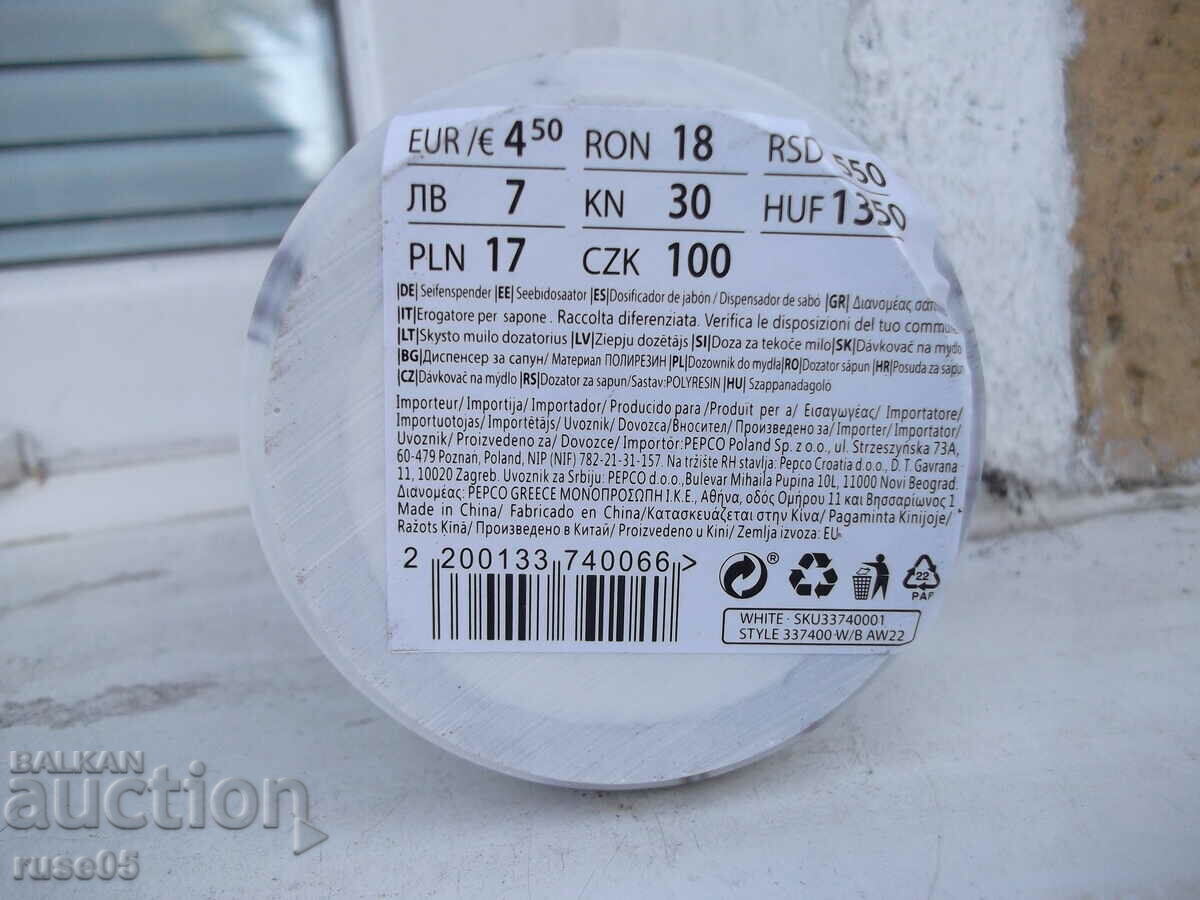 EUR /€ 4⁵⁰ RON 18 RSD 550
ЛВ 7 KN 30 HUF 1350
PLN 17 CZK 100
|DE| Seifenspender |EE| Seebidosaator |ES|Dosificador de jabón / Dispensador de sabó |GR| Διανομέας
|IT|Erogatore per sapone . Raccolta differenziata. Verifica le disposizioni del tuo comune.
|LT|Skysto muilo dozatorius |LV| Ziepju dozētājs |SI| Doza za tekoče milo|SK|Dávkovač na mydlo
|BG|Диспенсер за сапун/ Материал ПОЛИРЕЗИН |PL|Dozownik do mydła|RO|Dozator săpun |HR|Posuda za sapun
|CZ|Dávkovač na mýdlo |RS|Dozator za sapun/Sastav:POLYRESIN |HU| Szappanadagoló
Importeur/ Importija/ Importador/ Producido para /Produit per a/ Εισαγωγέας/ Importatore/
Importuotojas/ Importētājs/ Uvoznik/ Dovozca/Вносител/ Произведено за/ Importer/ Importator/
Uvoznik/ Proizvedeno za/ Dovozce/ Importőr: PEPCO Poland Sp. z o.o., ul. Strzeszyńska 73A,
60-479 Poznań, Poland, NIP (NIF) 782-21-31-157. Na tržište RH stavlja: Pepco Croatia d.o.o., D. T. Gavrana
11, 10020 Zagreb. Uvoznik za Srbiju: PEPCO d.o.o.,Bulevar Mihaila Pupina 10L, 11000 Novi Beograd.
Διανομέας: PEPCO GREECE ΜΟΝΟΠΡΟΣΩΠΗ Ι.Κ.Ε., Αθήνα, οδός Ομήρου 11 και Βησσαρίωνος 1
Made in China/ Fabricado en China/Κατασκευάζεται στην Κίνα/ Pagaminta Kinijoje/
Ražots Ķīnā/ Произведено в Китай/ Proizvedeno u Kini/ Zemlja izvoza: EU
2 200133 740066 >
®
22
PAP
WHITE · SKU33740001
STYLE 337400-W/B AW22
BALKAN
auction
ruse05